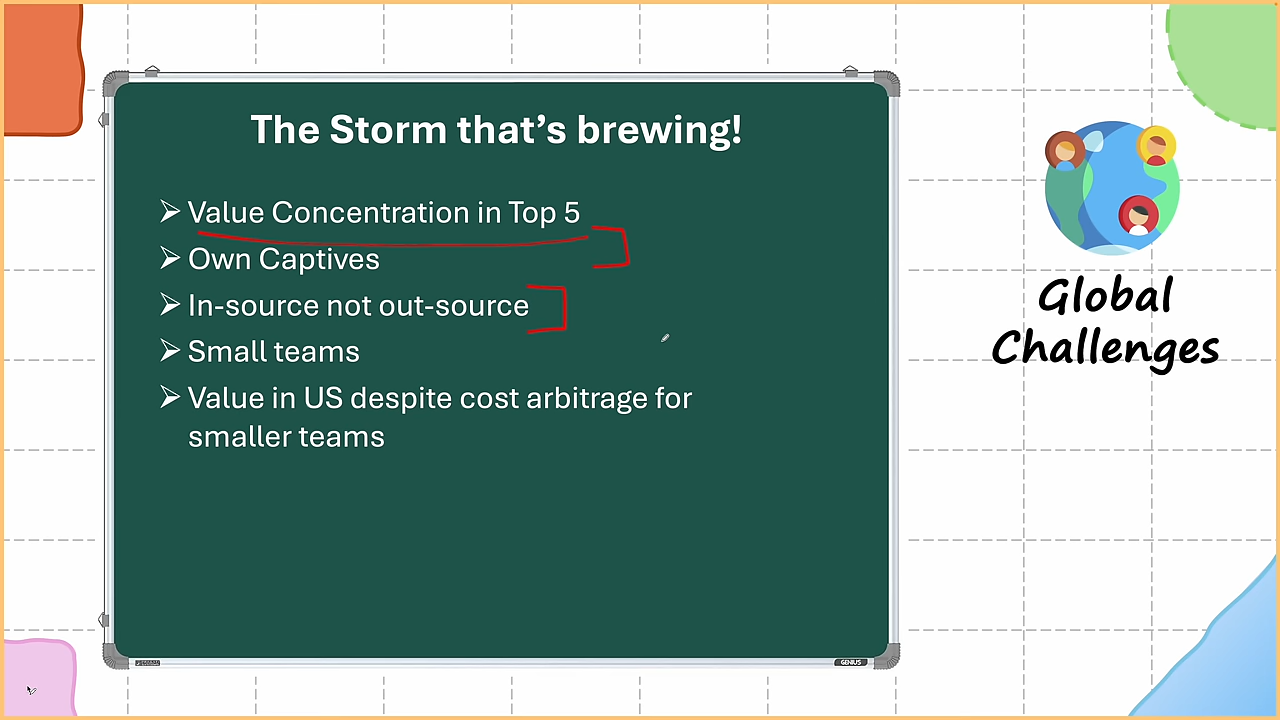 The Storm that's brewing!
➢ Value Concentration in Top 5
➢ Own Captives
➢ In-source not out-source
➢ Small teams
➢ Value in US despite cost arbitrage for
smaller teams
Global
Challenges
GENIUS